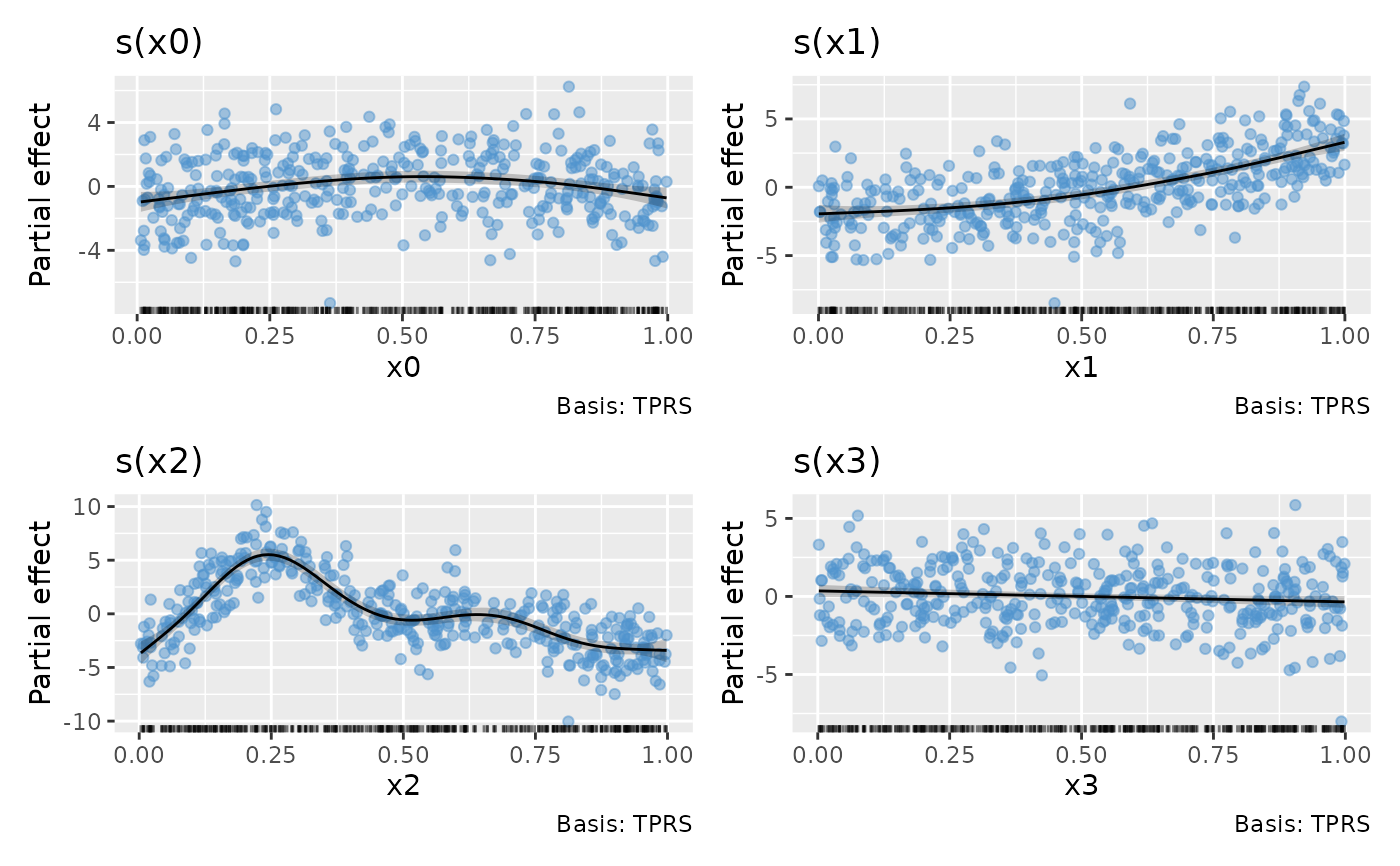 s(x0)
Partial effect
4
0
-4
0.00 0.25 0.50 0.75 1.00
x0
Basis: TPRS
s(x1)
Partial effect
5
0
-5
0.00 0.25 0.50 0.75 1.00
x1
Basis: TPRS
s(x2)
Partial effect
10
5
0
-5
-10
0.00 0.25 0.50 0.75 1.00
x2
Basis: TPRS
s(x3)
Partial effect
5
0
-5
0.00 0.25 0.50 0.75 1.00
x3
Basis: TPRS